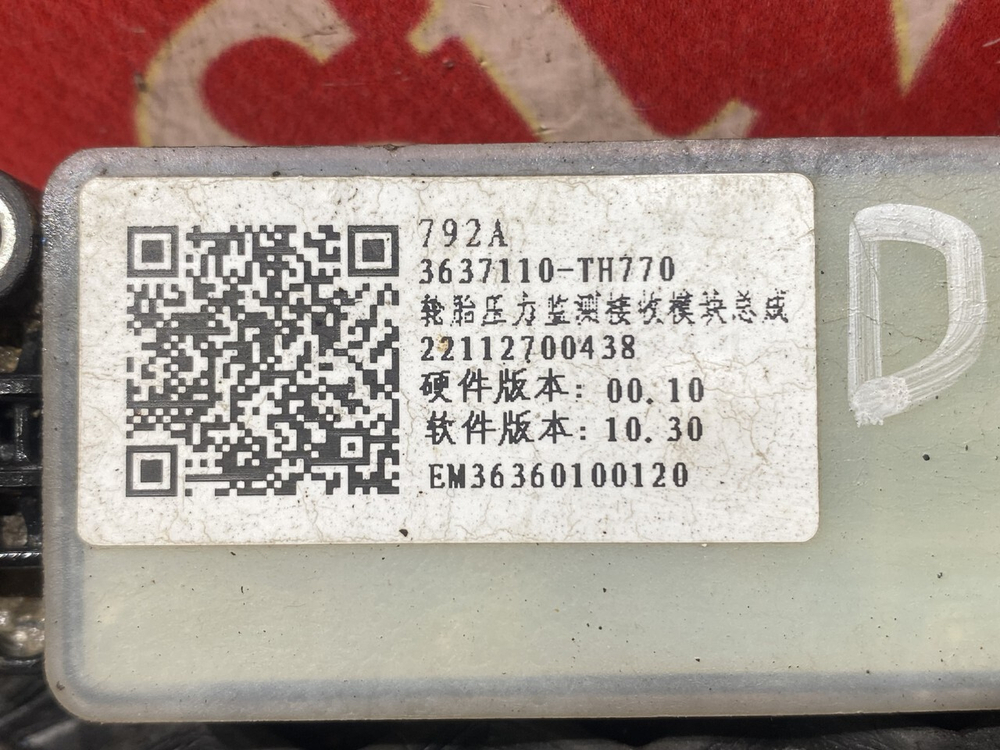 792A
3637110-TH770
轮胎压力监测接收模块总成
22112700438
硬件版本: 00.10
软件版本: 10.30
EM36360100120
D